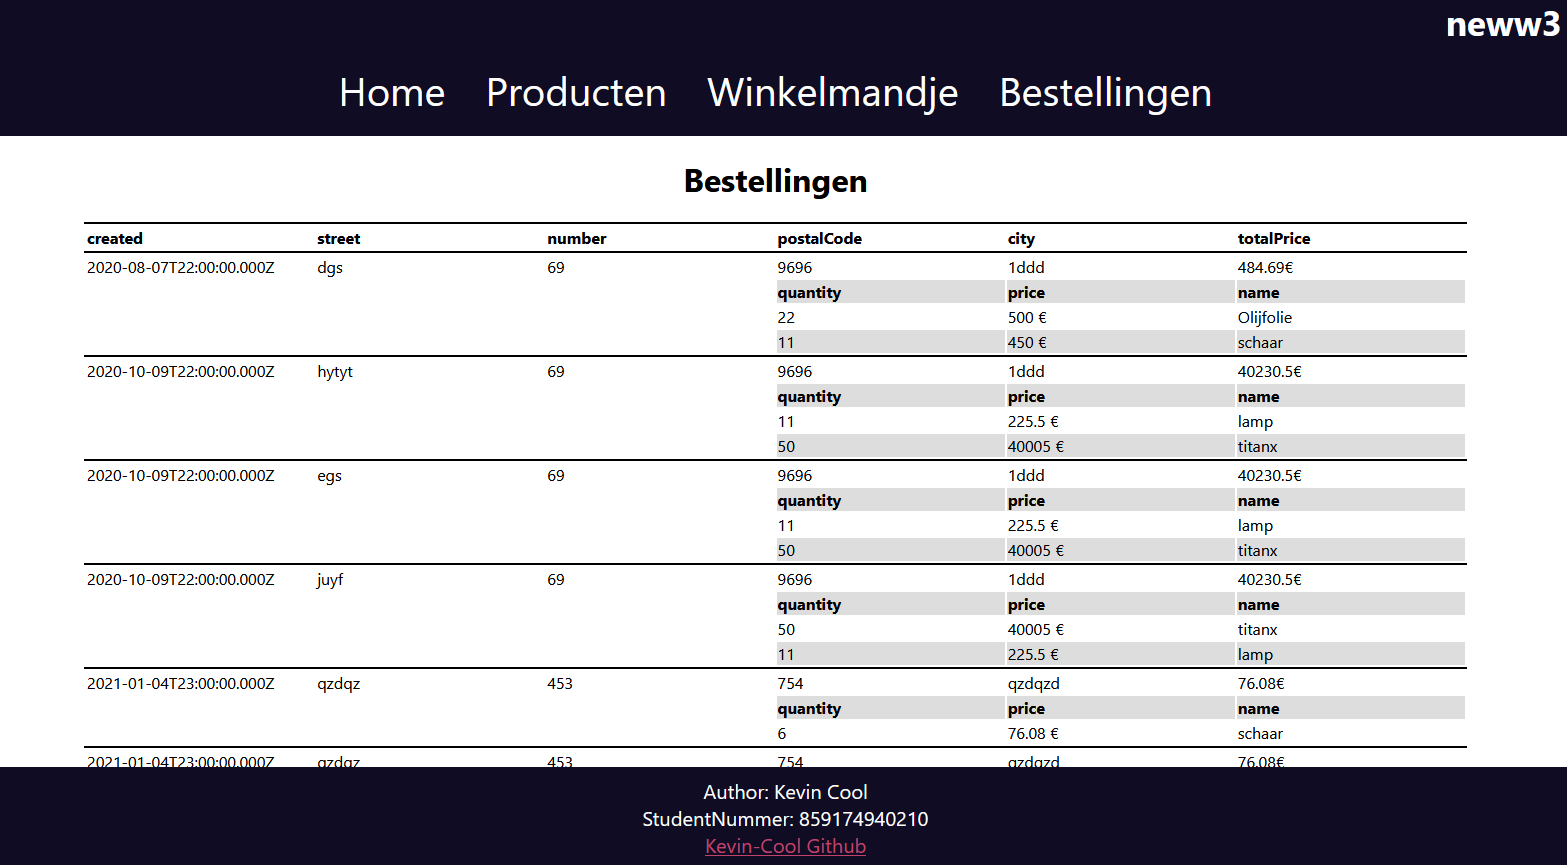 neww3
Home Producten Winkelmandje Bestellingen
Bestellingen
created street number postalCode city totalPrice
2020-08-07T22:00:00.000Z dgs 69 9696 1ddd 484.69€
quantity price name
22 500 € Olijfolie
11 450 € schaar
2020-10-09T22:00:00.000Z hytyt 69 9696 1ddd 40230.5€
quantity price name
11 225.5 € lamp
50 40005 € titanx
2020-10-09T22:00:00.000Z egs 69 9696 1ddd 40230.5€
quantity price name
11 225.5 € lamp
50 40005 € titanx
2020-10-09T22:00:00.000Z juyf 69 9696 1ddd 40230.5€
quantity price name
50 40005 € titanx
11 225.5 € lamp
2021-01-04T23:00:00.000Z qzdqz 453 754 qzdqzd 76.08€
quantity price name
6 76.08 € schaar
2021-01-04T23:00:00.000Z qzdqz 453 754 qzdqzd 76.08€
Author: Kevin Cool
StudentNummer: 859174940210
Kevin-Cool Github